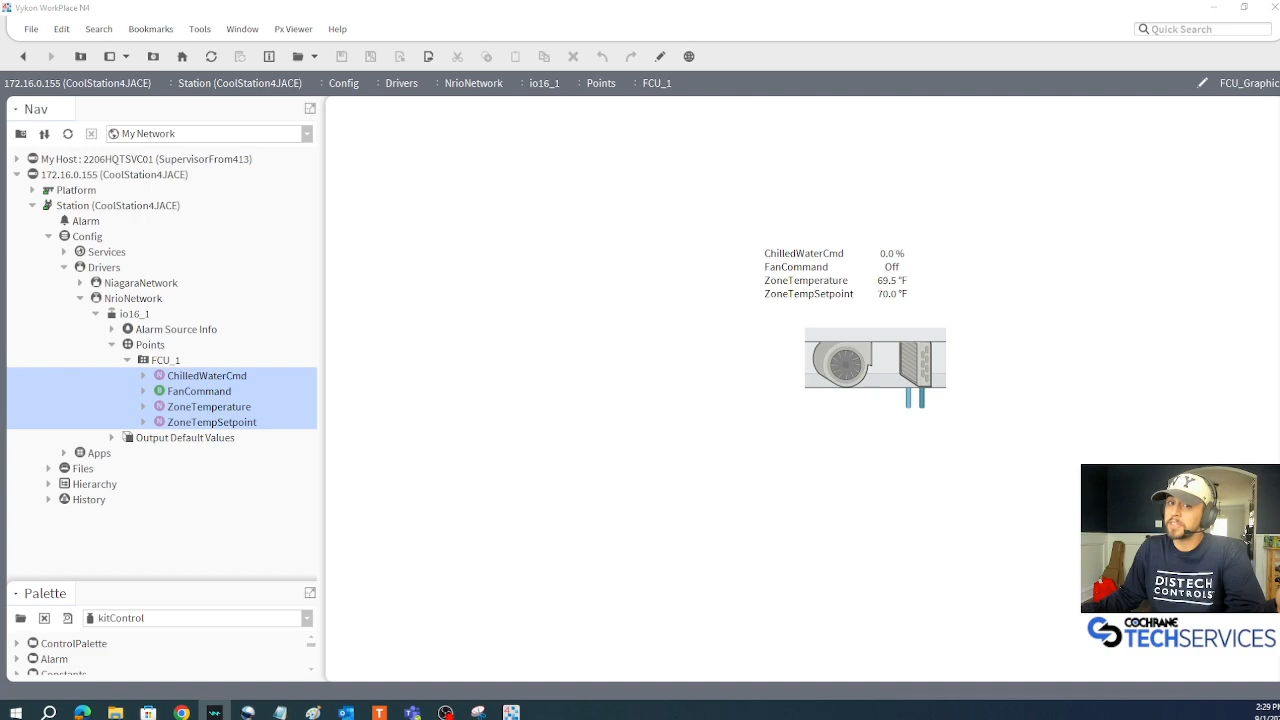 Vykon WorkPlace N4
File Edit Search Bookmarks Tools Window Px Viewer Help
Quick Search
172.16.0.155 (CoolStation4JACE) : Station (CoolStation4JACE) : Config : Drivers : NrioNetwork : io16_1 : Points : FCU_1
FCU_Graphic
Nav
My Network
My Host : 2206HQTSVC01 (SupervisorFrom413)
172.16.0.155 (CoolStation4JACE)
Platform
Station (CoolStation4JACE)
Alarm
Config
Services
Drivers
NiagaraNetwork
NrioNetwork
io16_1
Alarm Source Info
Points
FCU_1
ChilledWaterCmd
FanCommand
ZoneTemperature
ZoneTempSetpoint
Output Default Values
Apps
Files
Hierarchy
History
Palette
kitControl
ControlPalette
Alarm
Constants
ChilledWaterCmd 0.0 %
FanCommand Off
ZoneTemperature 69.5 °F
ZoneTempSetpoint 70.0 °F
DISTECH
CONTROLS
COCHRANE
TECHSERVICES
2:29 P